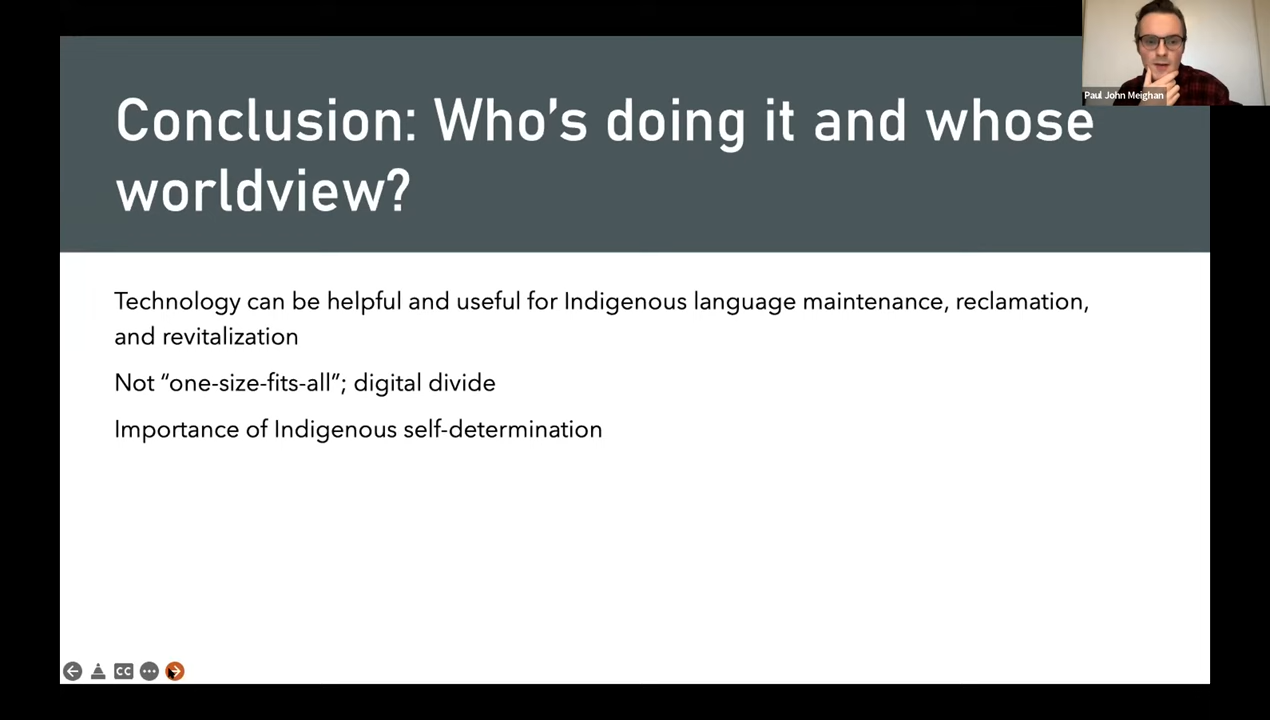 Conclusion: Who’s doing it and whose
worldview?
Paul John Meighan
Technology can be helpful and useful for Indigenous language maintenance, reclamation,
and revitalization
Not “one-size-fits-all”; digital divide
Importance of Indigenous self-determination
CC